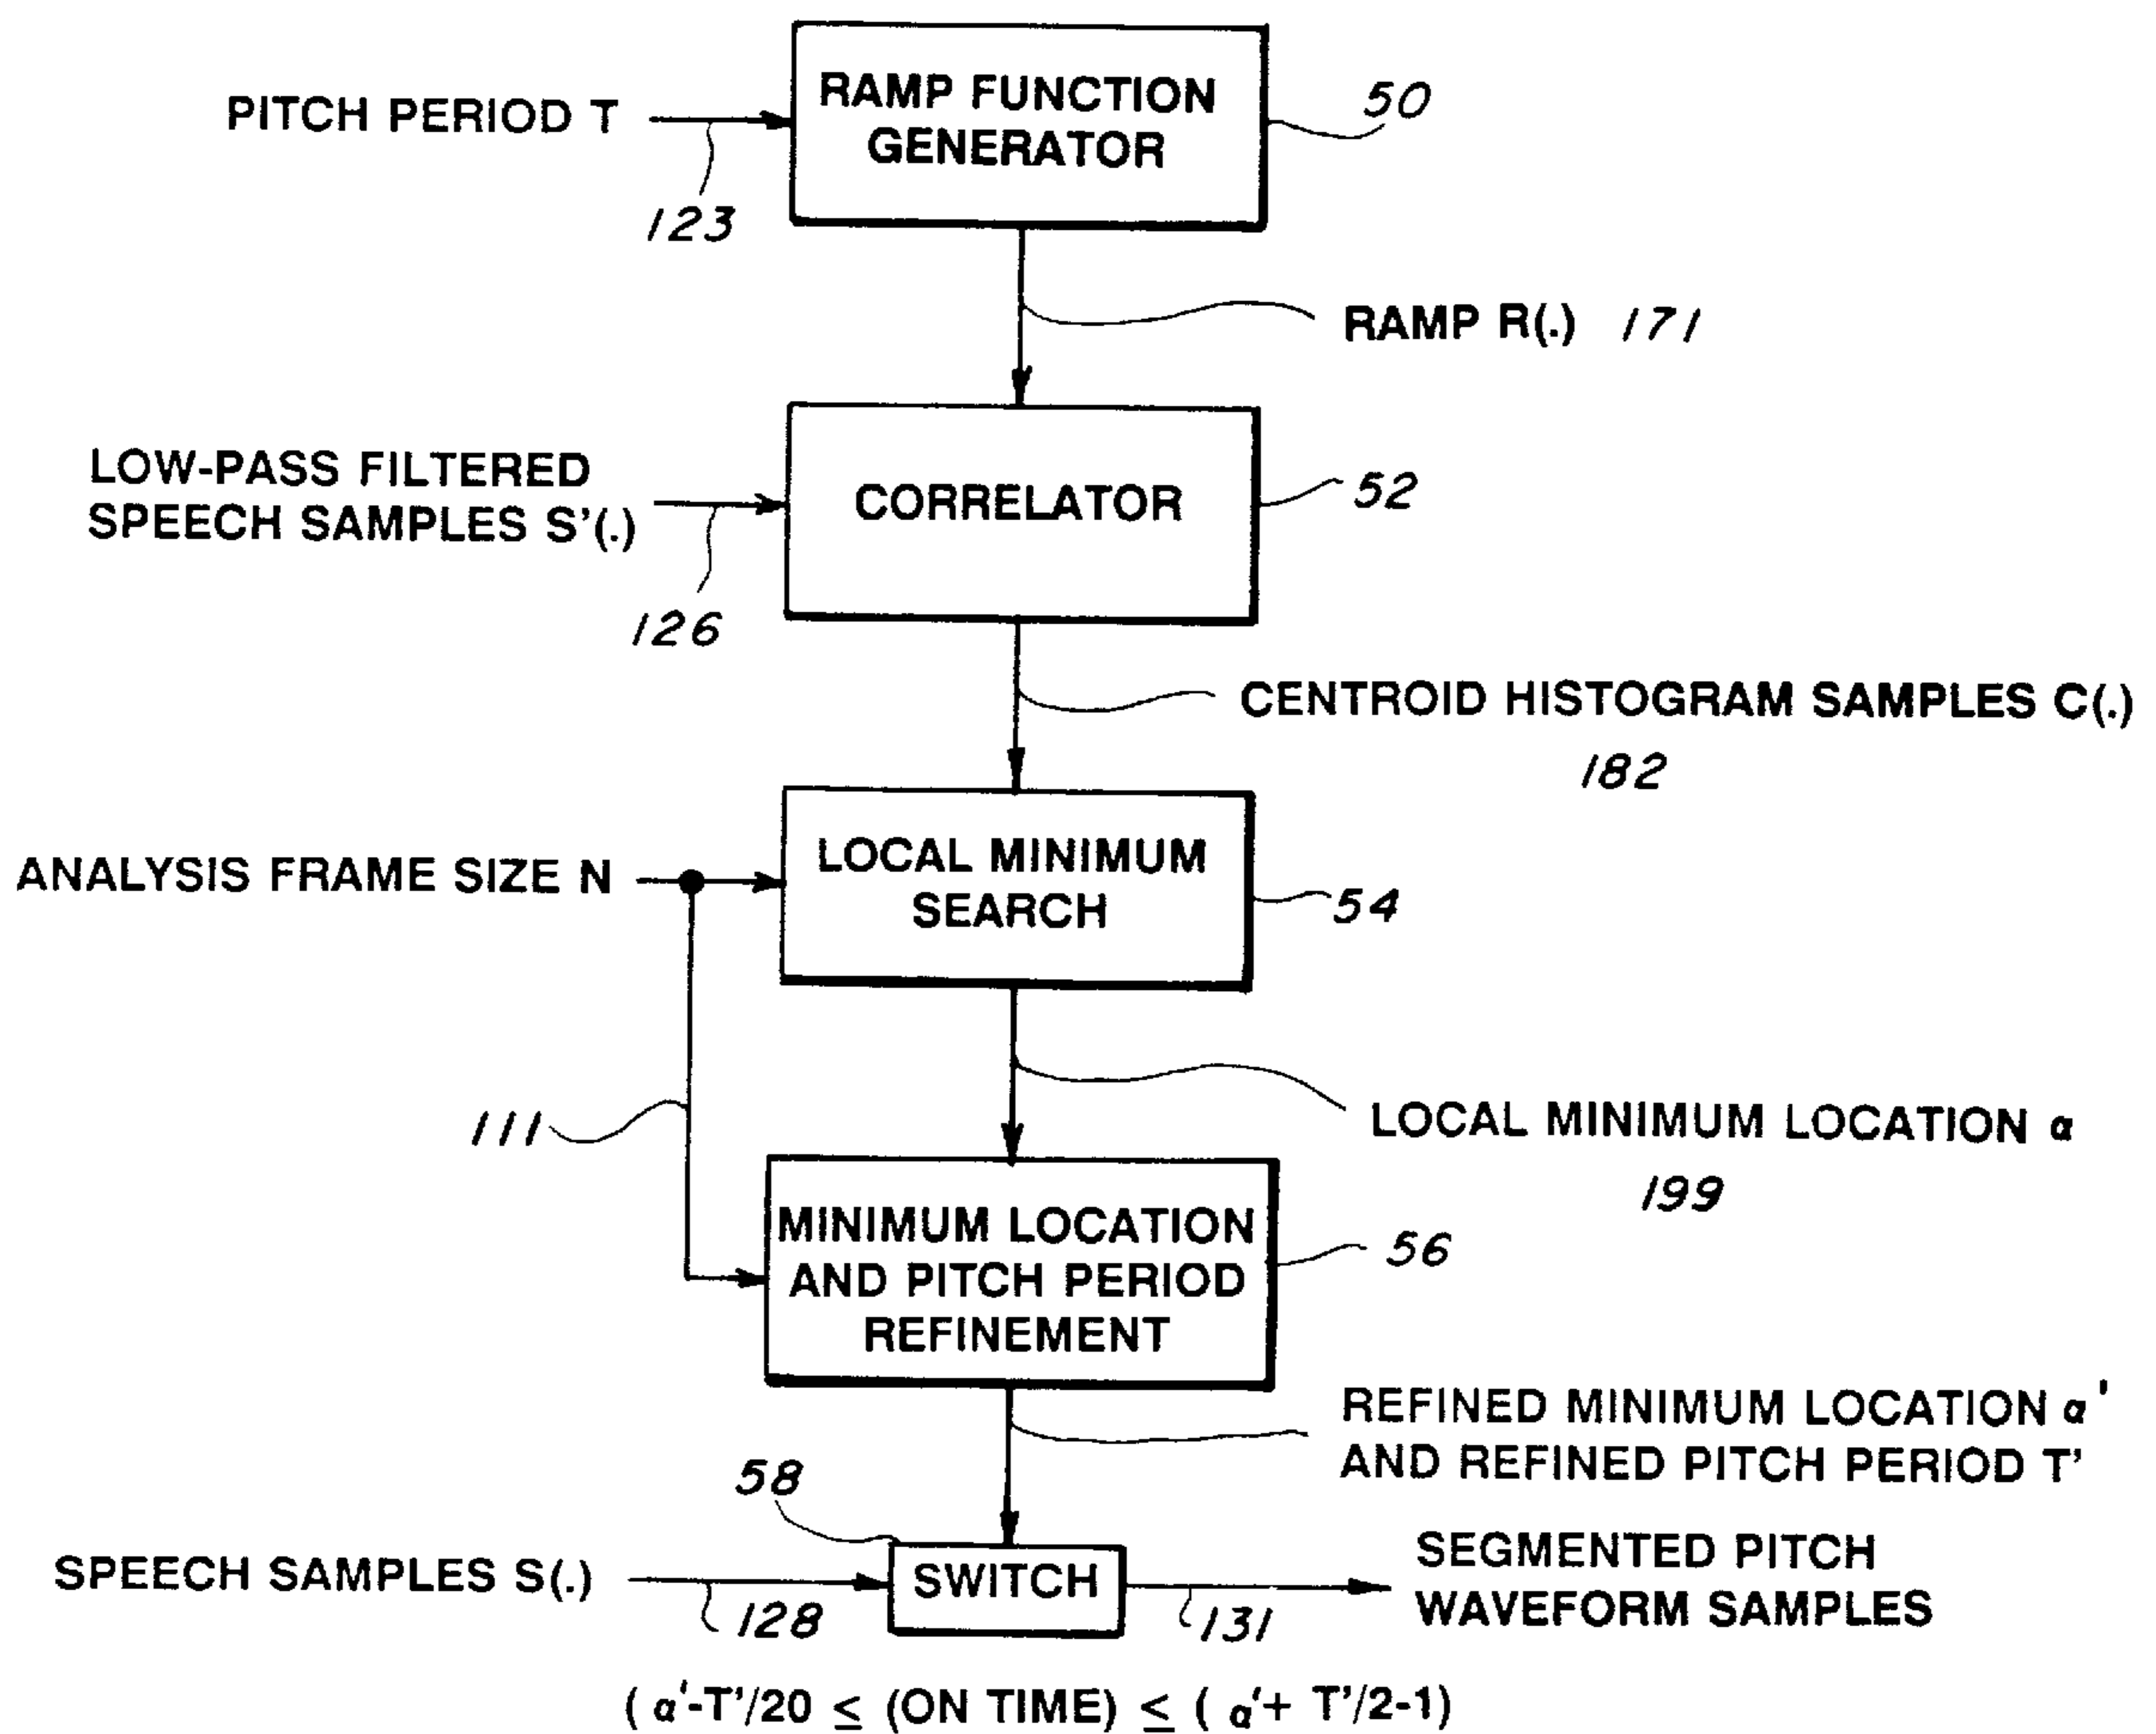 PITCH PERIOD T
123
RAMP FUNCTION
GENERATOR
50
RAMP R(.) 171
LOW-PASS FILTERED
SPEECH SAMPLES S'(.)
126
CORRELATOR
52
CENTROID HISTOGRAM SAMPLES C(.)
182
ANALYSIS FRAME SIZE N
LOCAL MINIMUM
SEARCH
54
111
LOCAL MINIMUM LOCATION α
199
MINIMUM LOCATION
AND PITCH PERIOD
REFINEMENT
56
REFINED MINIMUM LOCATION α'
AND REFINED PITCH PERIOD T'
58
SPEECH SAMPLES S(.)
128
SWITCH
131
SEGMENTED PITCH
WAVEFORM SAMPLES
(α'-T'/20 ≤ (ON TIME) ≤ (α'+ T'/2-1)